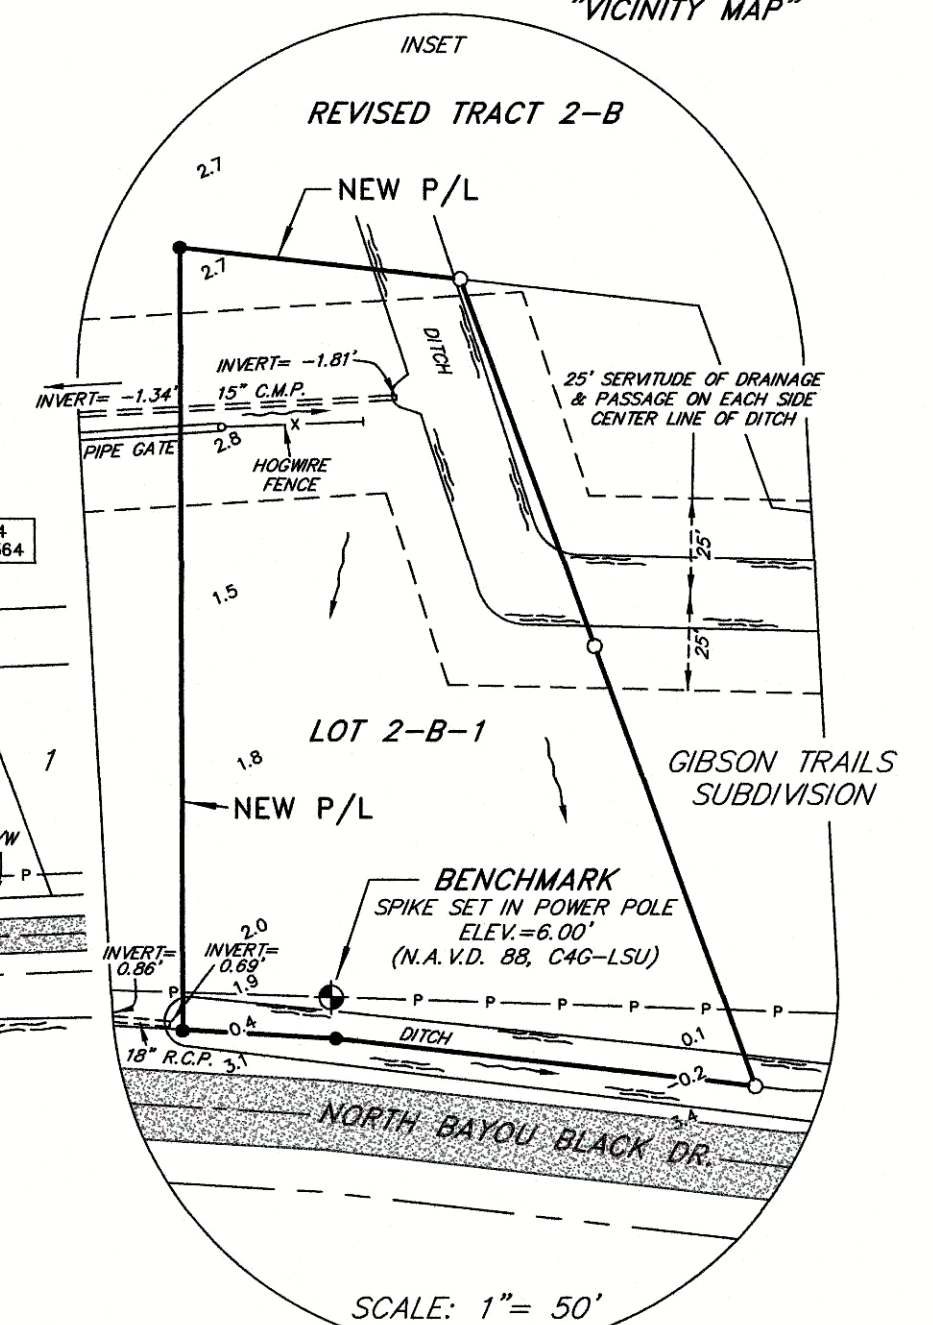 "VICINITY MAP"
INSET
REVISED TRACT 2-B
2.7
NEW P/L
2.7
DITCH
INVERT= -1.81'
INVERT= -1.34'
15" C.M.P.
25' SERVITUDE OF DRAINAGE
& PASSAGE ON EACH SIDE
CENTER LINE OF DITCH
X
2.8
PIPE GATE
HOGWIRE
FENCE
4
564
25'
1.5
25'
LOT 2-B-1
1
1.8
GIBSON TRAILS
SUBDIVISION
NEW P/L
/W
P
BENCHMARK
SPIKE SET IN POWER POLE
ELEV.=6.00'
(N.A.V.D. 88, C4G-LSU)
2.0
INVERT=
0.86'
INVERT=
0.69'
1.9
P
P
P
P
P
P
P
0.4
DITCH
0.1
18" R.C.P.
3.1
-0.2
3.4
NORTH BAYOU BLACK DR.
SCALE: 1"= 50'